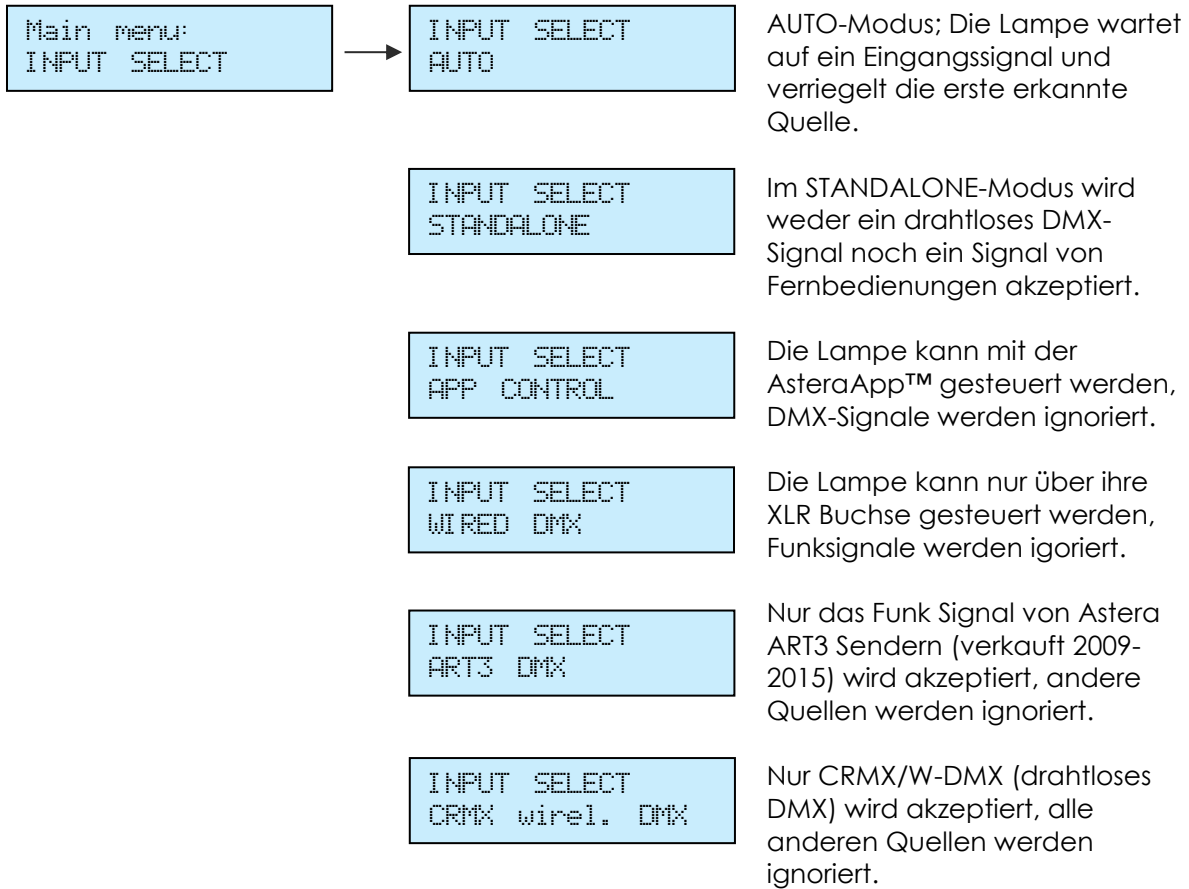 Main menu:
INPUT SELECT
INPUT SELECT
AUTO
AUTO-Modus; Die Lampe wartet
auf ein Eingangssignal und
verriegelt die erste erkannte
Quelle.
INPUT SELECT
STANDALONE
Im STANDALONE-Modus wird
weder ein drahtloses DMX-
Signal noch ein Signal von
Fernbedienungen akzeptiert.
INPUT SELECT
APP CONTROL
Die Lampe kann mit der
AsteraApp™ gesteuert werden,
DMX-Signale werden ignoriert.
INPUT SELECT
WIRED DMX
Die Lampe kann nur über ihre
XLR Buchse gesteuert werden,
Funksignale werden igoriert.
INPUT SELECT
ART3 DMX
Nur das Funk Signal von Astera
ART3 Sendern (verkauft 2009-
2015) wird akzeptiert, andere
Quellen werden ignoriert.
INPUT SELECT
CRMX wirel. DMX
Nur CRMX/W-DMX (drahtloses
DMX) wird akzeptiert, alle
anderen Quellen werden
ignoriert.